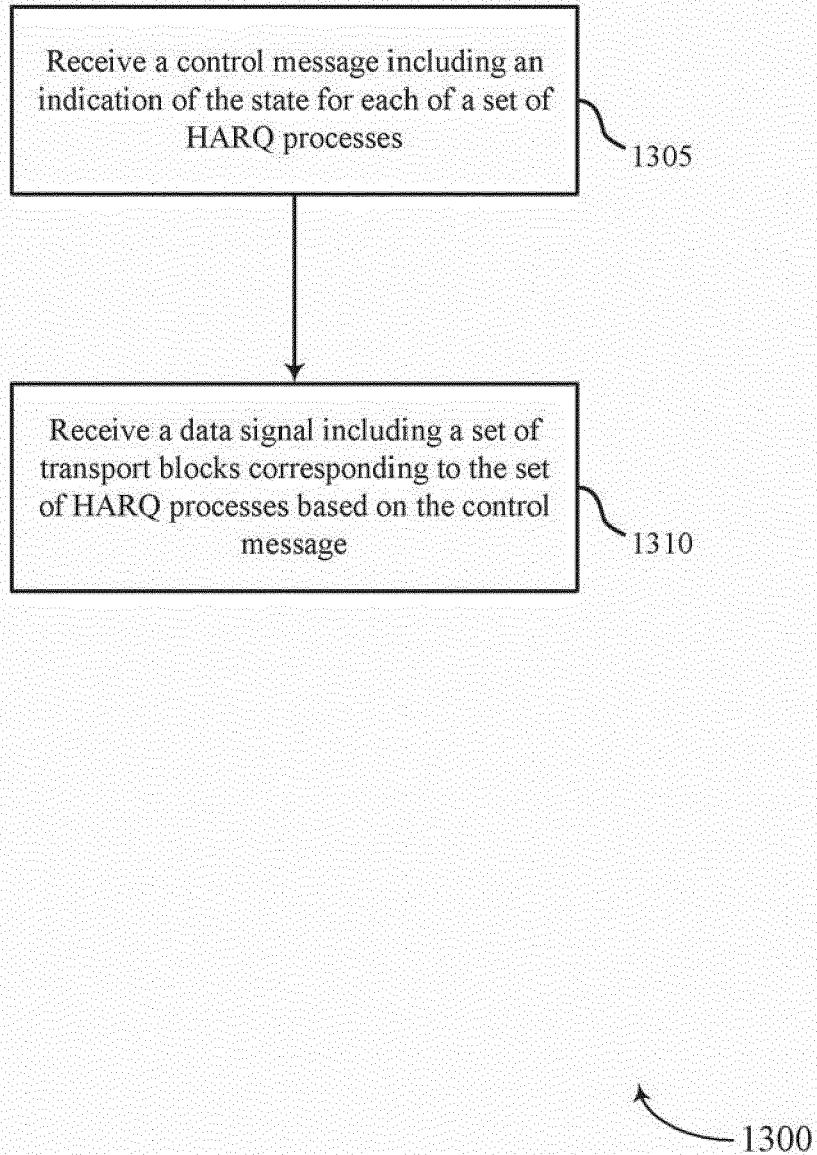 Receive a control message including an
indication of the state for each of a set of
HARQ processes
1305
Receive a data signal including a set of
transport blocks corresponding to the set
of HARQ processes based on the control
message
1310
1300